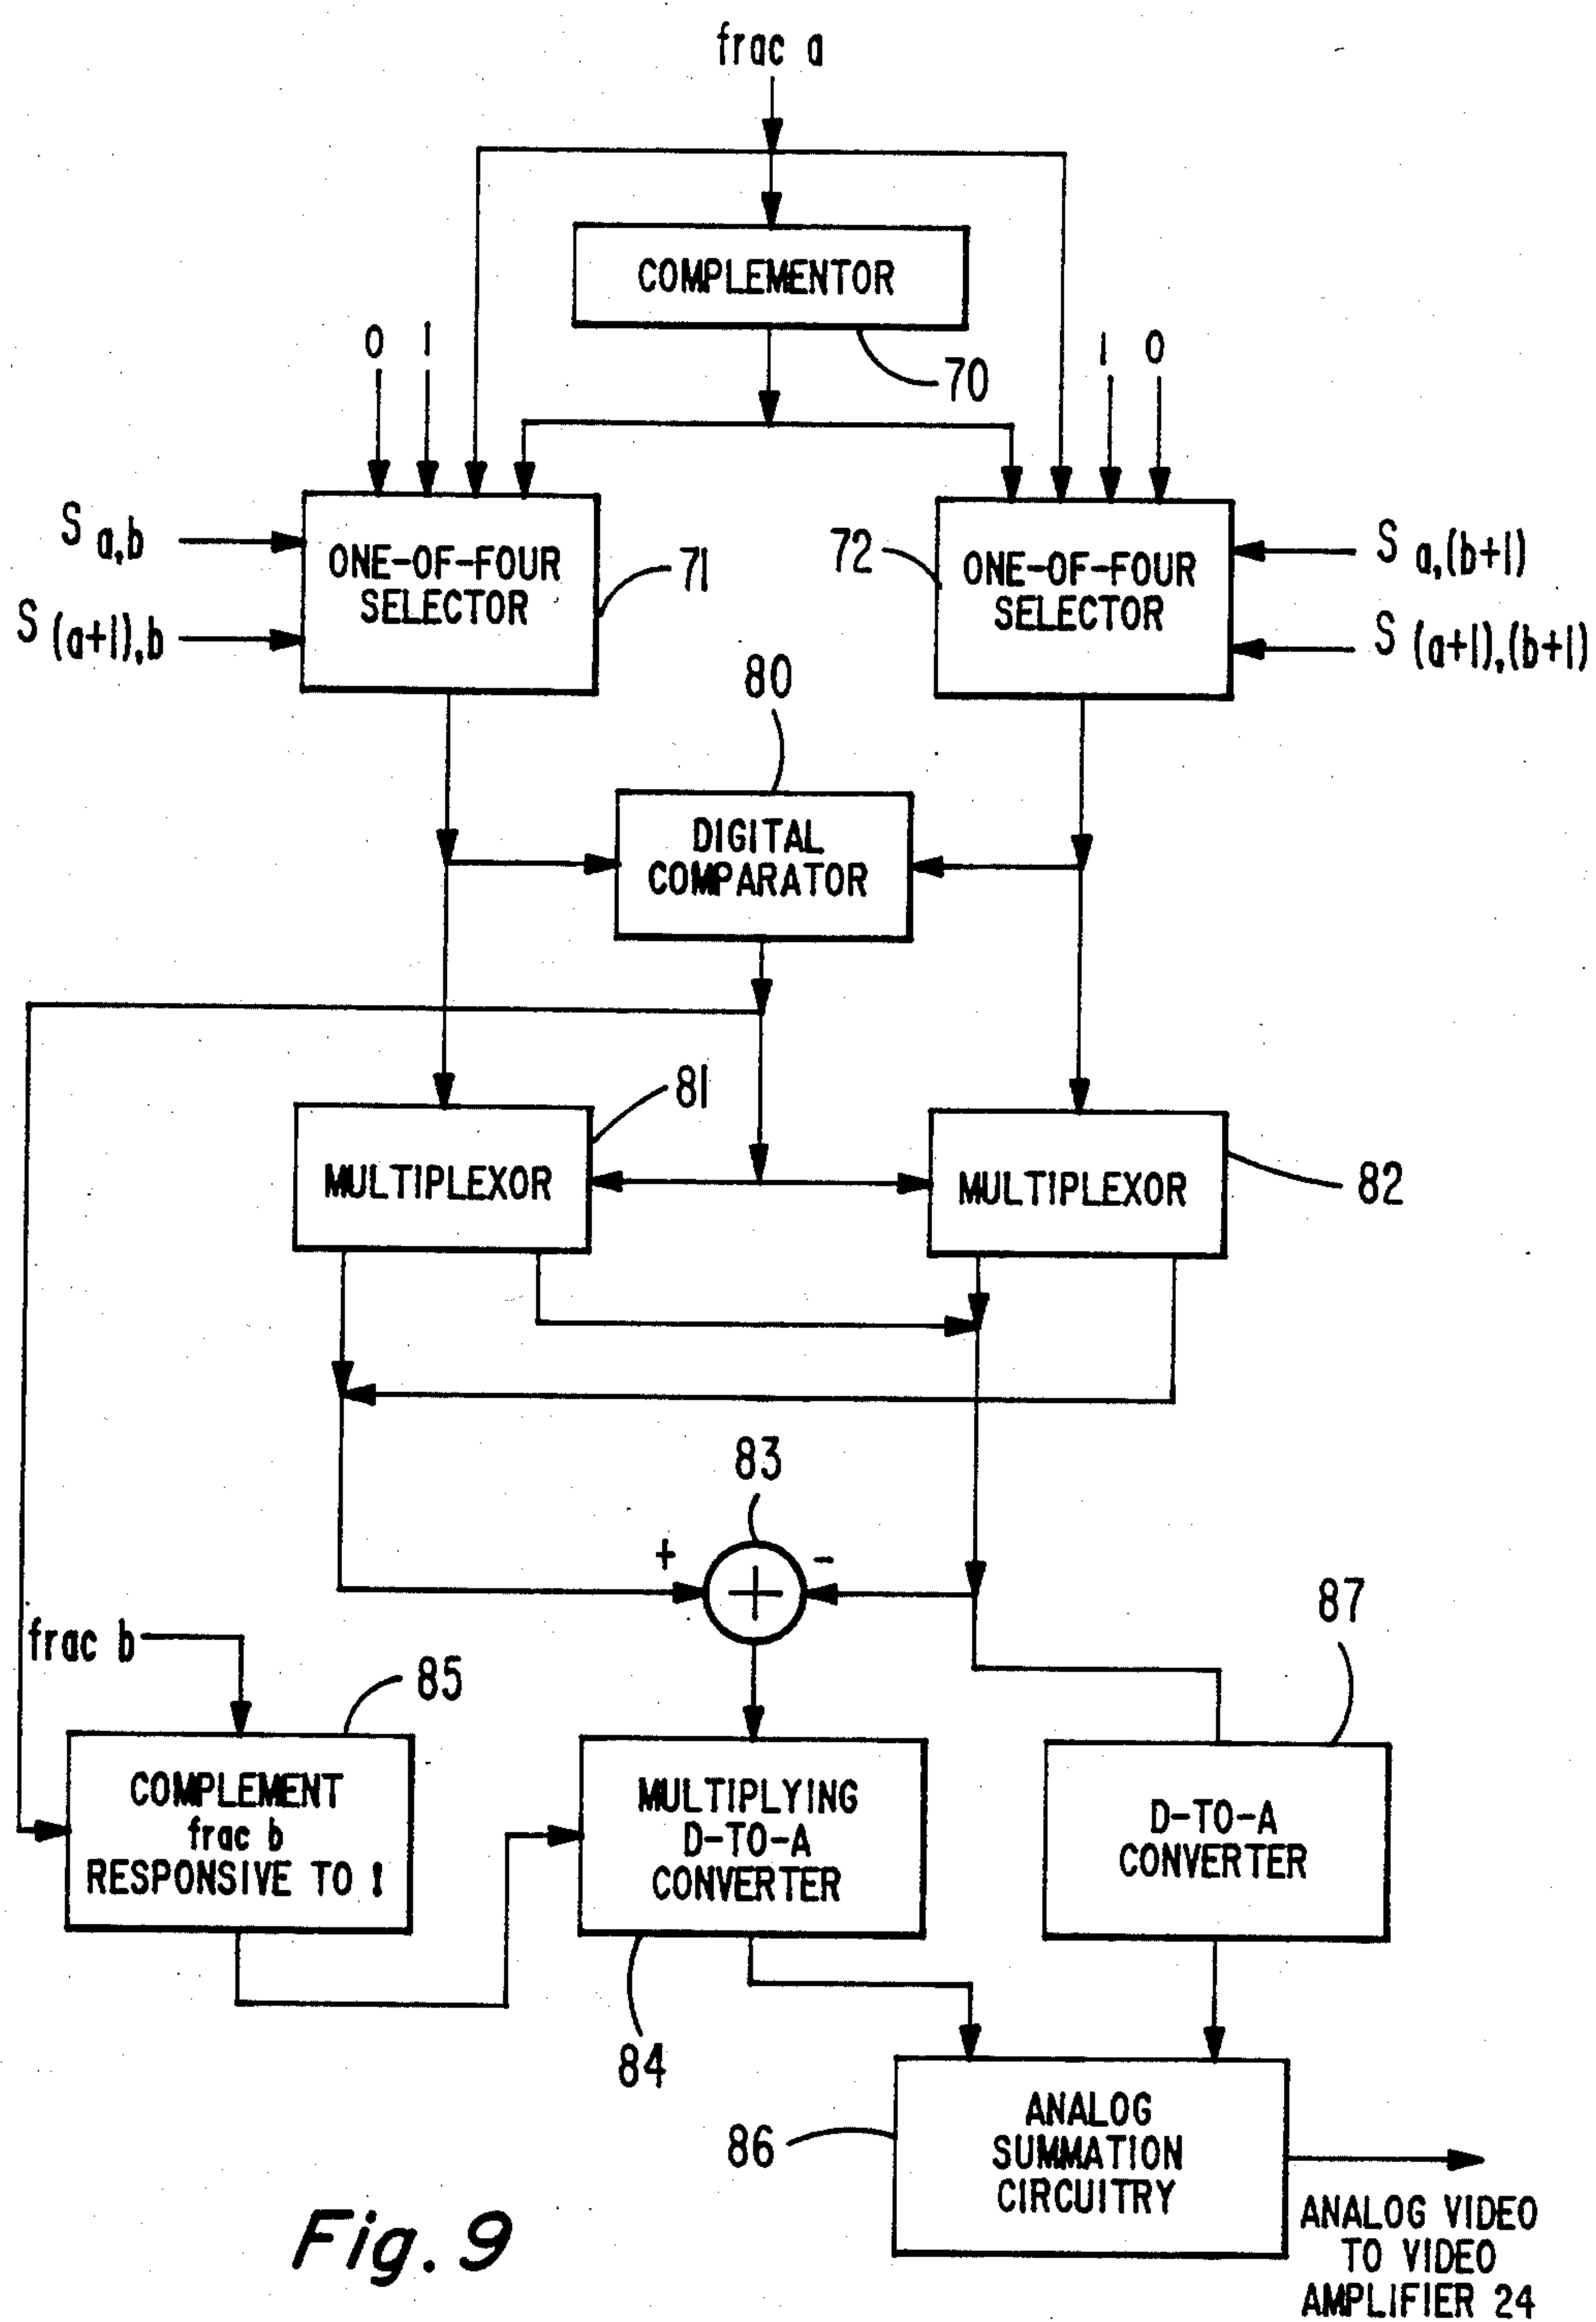 frac a
COMPLEMENTOR
70
0 1
1 0
S a,b
S (a+1),b
ONE-OF-FOUR
SELECTOR
71
72
ONE-OF-FOUR
SELECTOR
S a,(b+1)
S (a+1),(b+1)
80
DIGITAL
COMPARATOR
81
MULTIPLEXOR
MULTIPLEXOR
82
83
+ −
+
frac b
85
87
COMPLEMENT
frac b
RESPONSIVE TO 1
MULTIPLYING
D-TO-A
CONVERTER
D-TO-A
CONVERTER
84
86
ANALOG
SUMMATION
CIRCUITRY
ANALOG VIDEO
TO VIDEO
AMPLIFIER 24
Fig. 9